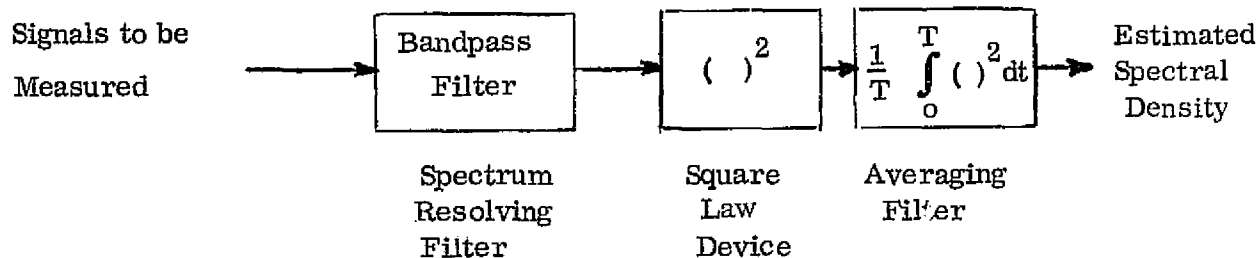 Signals to be
Measured
Bandpass
Filter
( )²
1/T ∫₀ᵀ ( )² dt
Estimated
Spectral
Density
Spectrum
Resolving
Filter
Square
Law
Device
Averaging
Filter